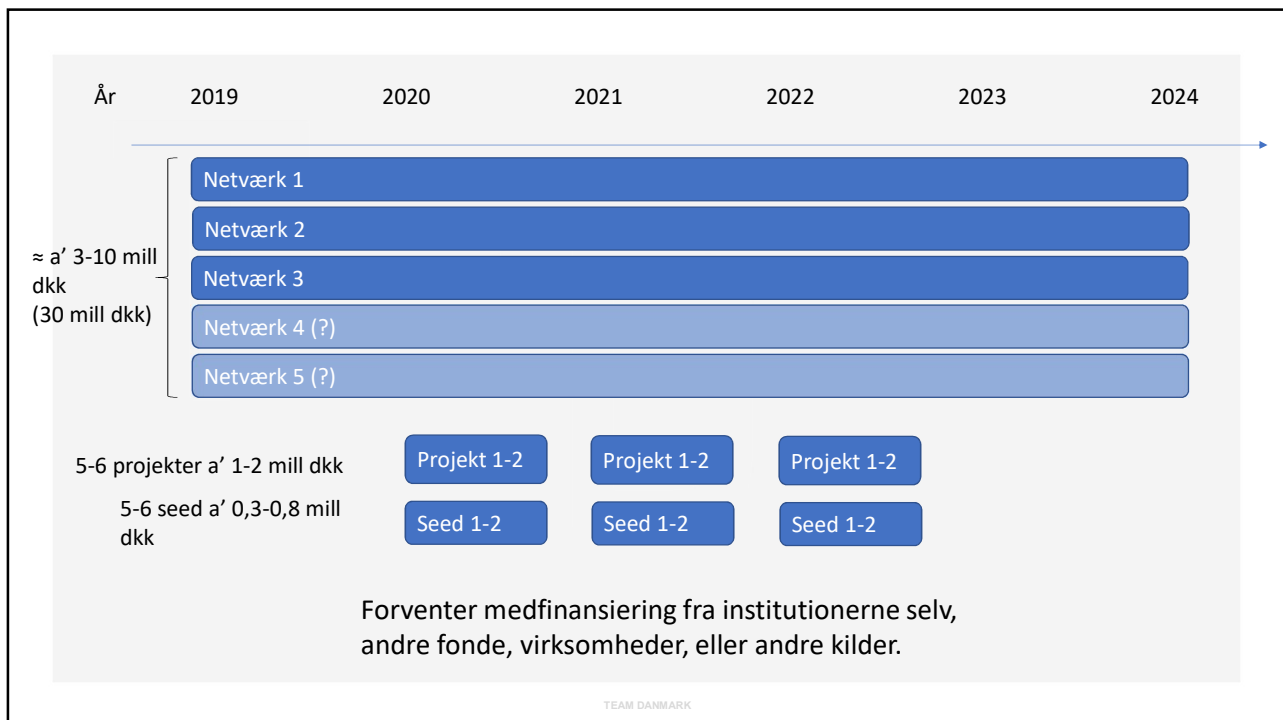 År 2019 2020 2021 2022 2023 2024
Netværk 1
Netværk 2
Netværk 3
Netværk 4 (?)
Netværk 5 (?)
≈ a’ 3-10 mill
dkk
(30 mill dkk)
5-6 projekter a’ 1-2 mill dkk
Projekt 1-2 Projekt 1-2 Projekt 1-2
5-6 seed a’ 0,3-0,8 mill
dkk
Seed 1-2 Seed 1-2 Seed 1-2
Forventer medfinansiering fra institutionerne selv,
andre fonde, virksomheder, eller andre kilder.
TEAM DANMARK